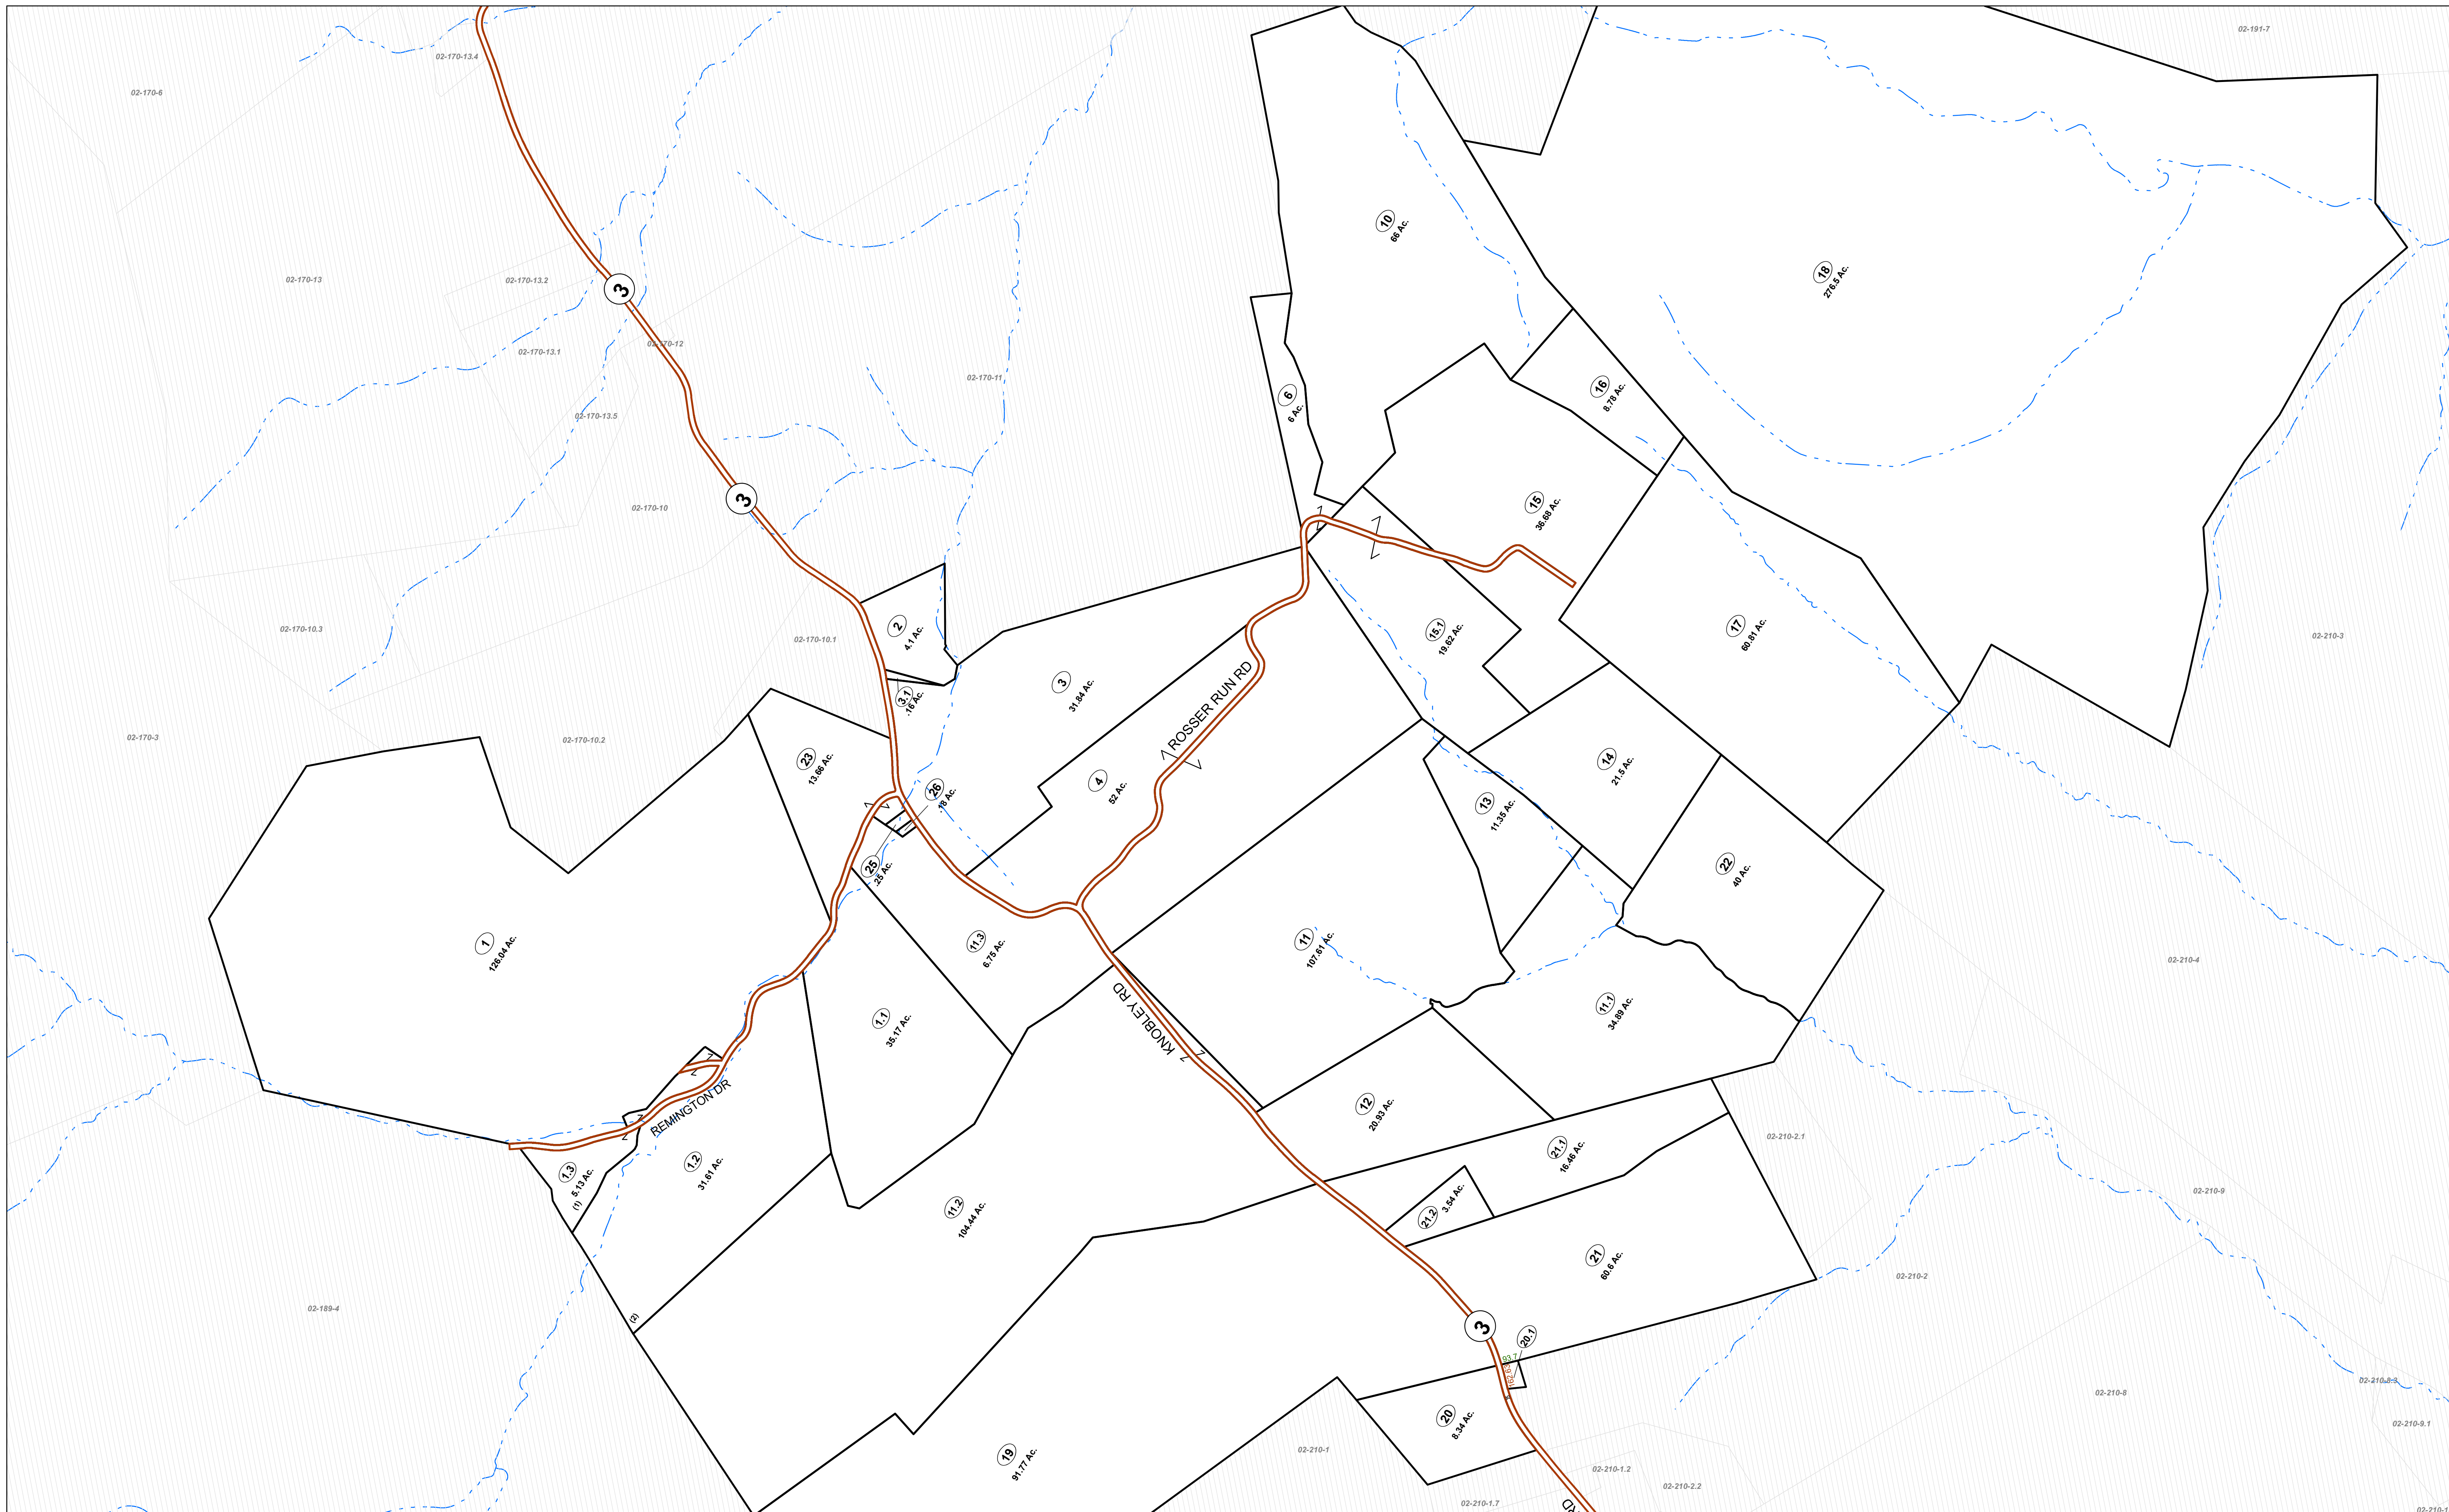 02-191-7
02-170-13.4
02-170-6
10
66 Ac.
18
276.5 Ac.
02-170-13
02-170-13.2
3
02-170-12
02-170-13.1
02-170-11
6
6 Ac.
16
8.78 Ac.
02-170-13.5
3
02-170-10
15
36.68 Ac.
02-170-10.3
02-170-10.1
2
4.1 Ac.
15.1
19.62 Ac.
17
60.81 Ac.
02-210-3
3
31.84 Ac.
3.1
.16 Ac.
ROSSER RUN RD
02-170-3
02-170-10.2
23
13.66 Ac.
14
21.5 Ac.
4
52 Ac.
26
.18 Ac.
13
11.35 Ac.
25
.25 Ac.
22
40 Ac.
1
126.04 Ac.
11.3
6.75 Ac.
11
107.61 Ac.
02-210-4
1.1
35.17 Ac.
KNOBLEY RD
11.1
34.89 Ac.
REMINGTON DR
12
20.93 Ac.
02-210-2.1
21.1
16.46 Ac.
1.3
5.13 Ac.
(1)
1.2
31.61 Ac.
02-210-9
11.2
104.44 Ac.
21.2
3.54 Ac.
21
60.6 Ac.
02-210-2
02-189-4
(2)
3
20.1
93.7
02-210-8.3
02-210-8
20
8.34 Ac.
02-210-9.1
19
91.77 Ac.
02-210-1
02-210-1.2
02-210-2.2
02-210-1.7
RD